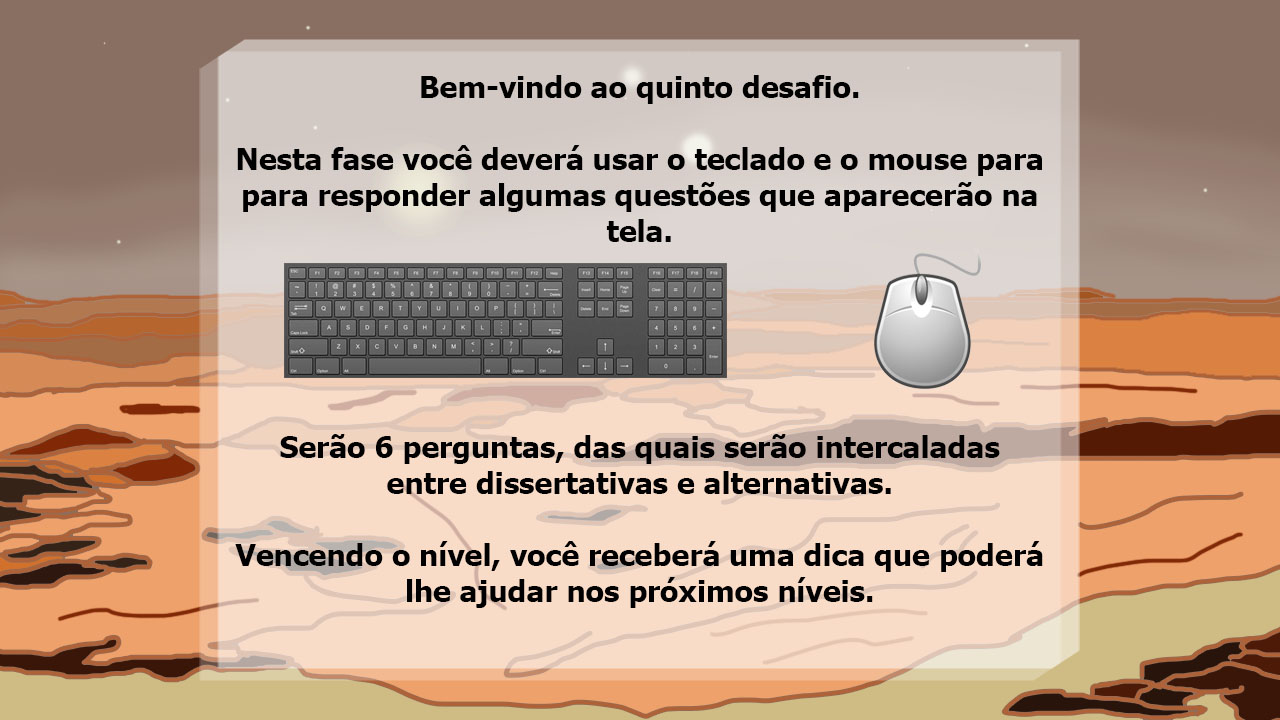 Bem-vindo ao quinto desafio.
Nesta fase você deverá usar o teclado e o mouse para
para responder algumas questões que aparecerão na
tela.
Serão 6 perguntas, das quais serão intercaladas
entre dissertativas e alternativas.
Vencendo o nível, você receberá uma dica que poderá
lhe ajudar nos próximos níveis.